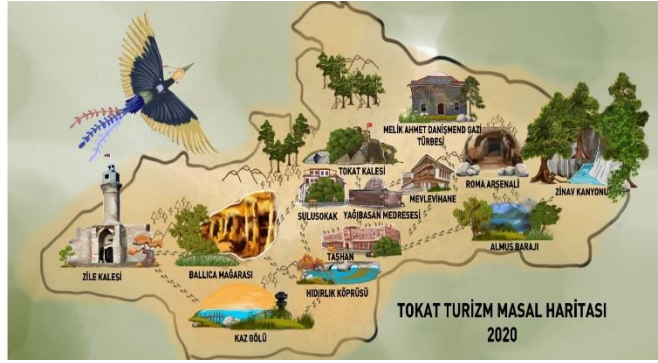 MELİK AHMET DANİŞMEND GAZİ
TÜRBESİ
TOKAT KALESİ
ROMA ARSENALİ
ZİNAV KANYONU
SULUSOKAK
YAĞIBASAN MEDRESESİ
MEVLEVİHANE
TAŞHAN
ALMUS BARAJI
ZİLE KALESİ
BALLICA MAĞARASI
HIDIRLIK KÖPRÜSÜ
KAZ GÖLÜ
TOKAT TURİZM MASAL HARİTASI
2020